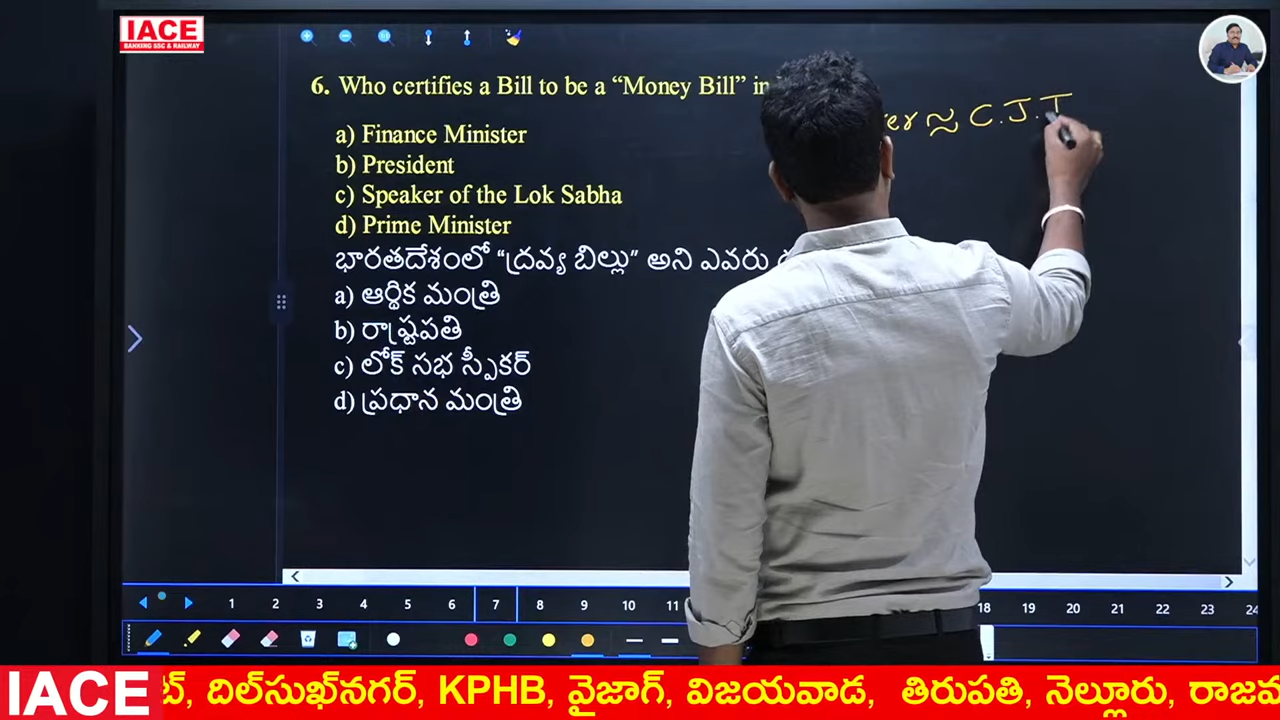 IACE
BANKING SSC & RAILWAY
6. Who certifies a Bill to be a “Money Bill” in
a) Finance Minister
b) President
c) Speaker of the Lok Sabha
d) Prime Minister
C.J.I
భారతదేశంలో “ద్రవ్య బిల్లు” అని ఎవరు
a) ఆర్థిక మంత్రి
b) రాష్ట్రపతి
c) లోక్ సభ స్పీకర్
d) ప్రధాన మంత్రి
1 2 3 4 5 6 7 8 9 10 11 18 19 20 21 22 23 24
IACE దిల్‌సుఖ్‌నగర్, KPHB, వైజాగ్, విజయవాడ, తిరుపతి, నెల్లూరు,